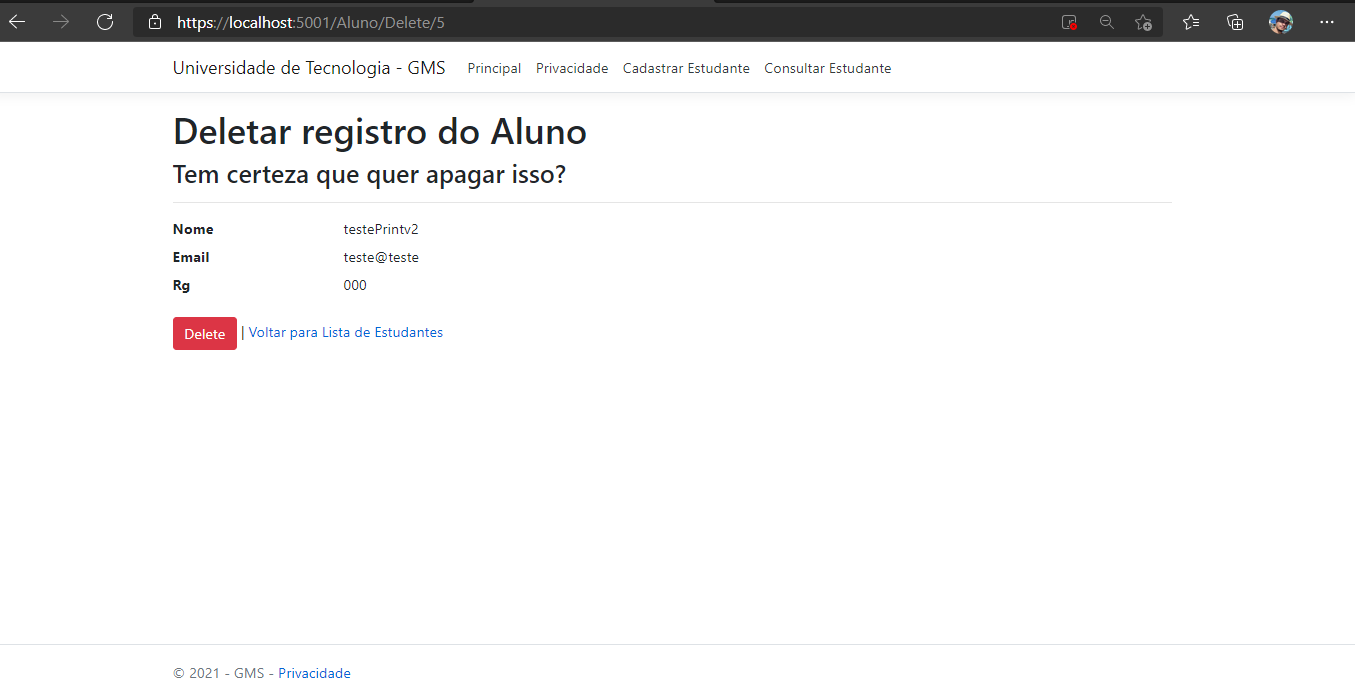 https://localhost:5001/Aluno/Delete/5
Universidade de Tecnologia - GMS Principal Privacidade Cadastrar Estudante Consultar Estudante
Deletar registro do Aluno
Tem certeza que quer apagar isso?
Nome testePrintv2
Email teste@teste
Rg 000
Delete | Voltar para Lista de Estudantes
© 2021 - GMS - Privacidade